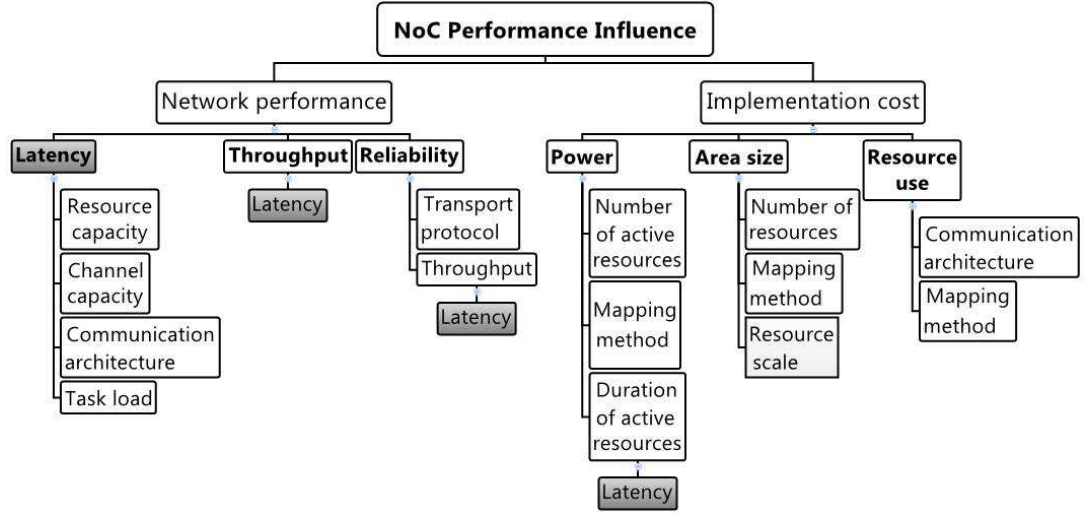 NoC Performance Influence
Network performance
Implementation cost
Latency
Throughput
Reliability
Power
Area size
Resource
use
Resource
capacity
Channel
capacity
Communication
architecture
Task load
Latency
Transport
protocol
Throughput
Latency
Number
of active
resources
Mapping
method
Duration
of active
resources
Latency
Number of
resources
Mapping
method
Resource
scale
Communication
architecture
Mapping
method